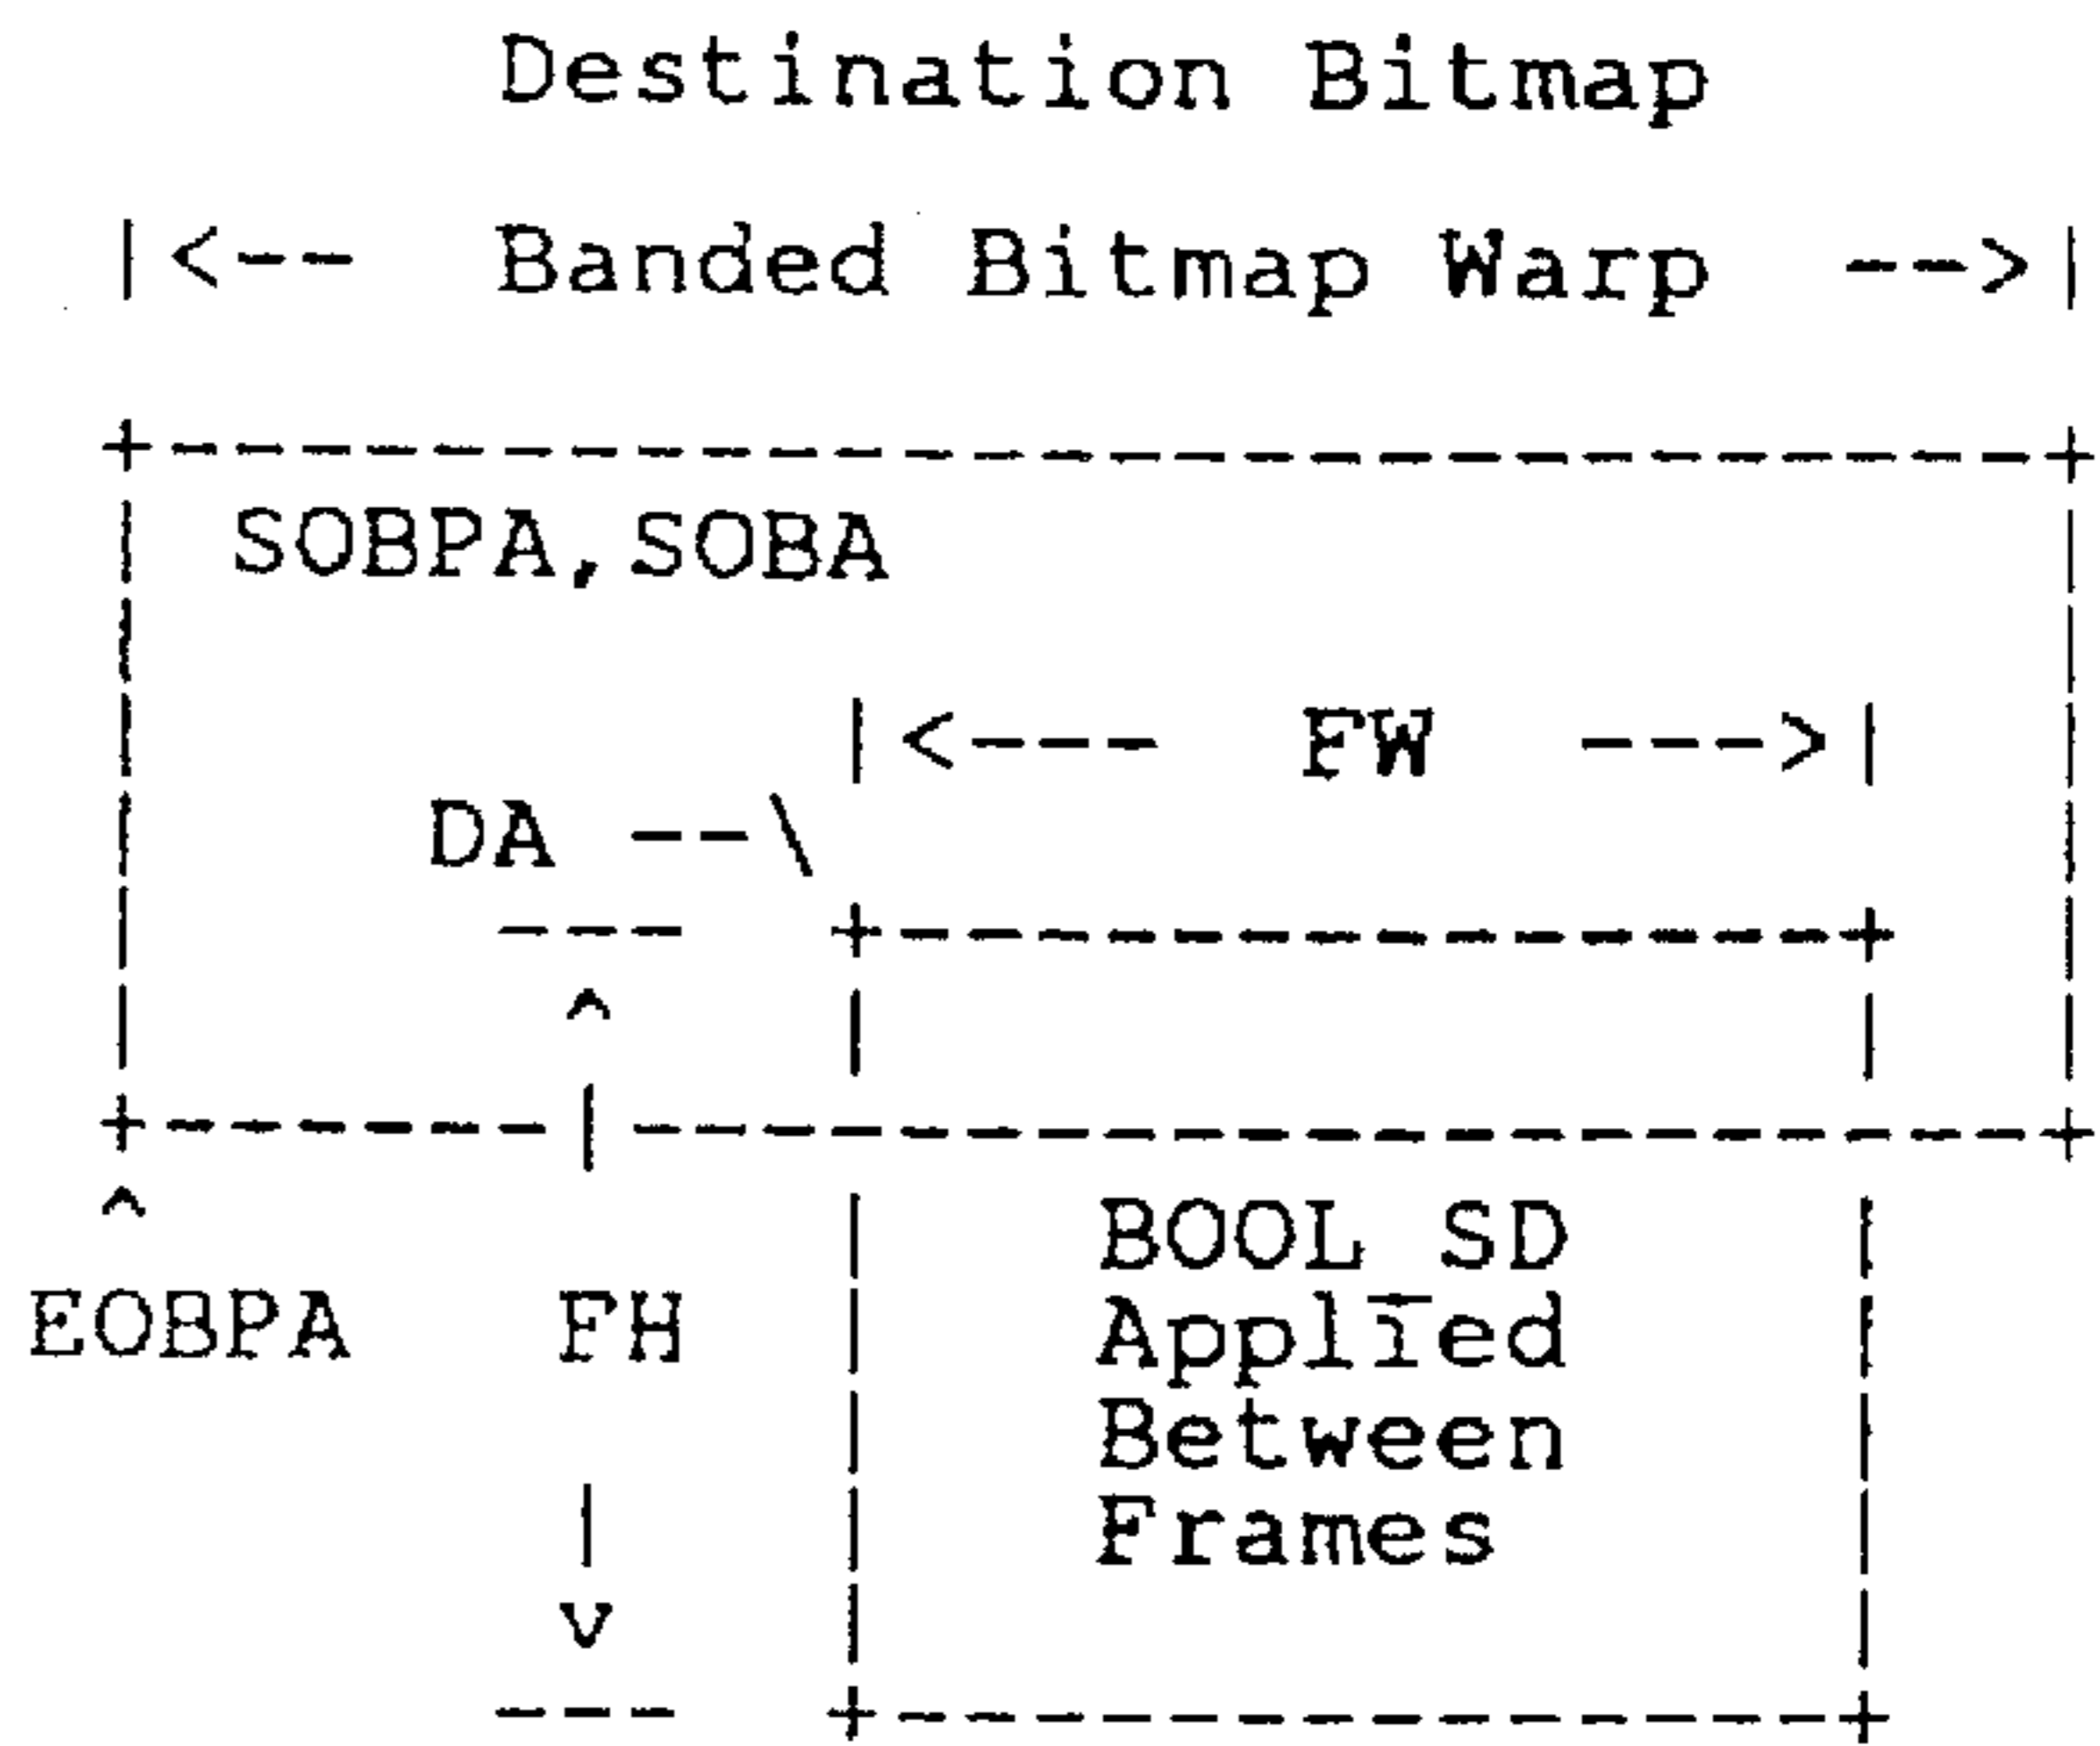 Destination Bitmap
|<-- Banded Bitmap Warp -->|
SOBPA,SOBA
|<--- FW --->|
DA --\
BOOL SD
EOBPA FH Applied
Between
Frames